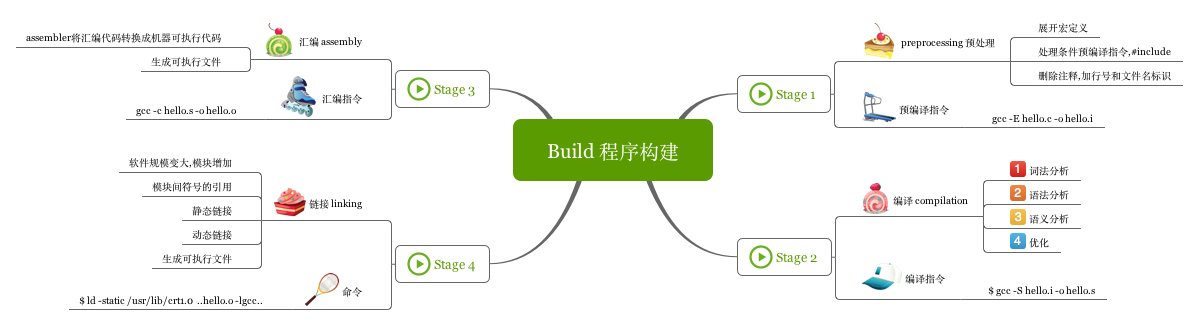 Build 程序构建
Stage 1
preprocessing 预处理
展开宏定义
处理条件预编译指令,#include
删除注释,加行号和文件名标识
预编译指令
gcc -E hello.c -o hello.i
Stage 2
编译 compilation
1 词法分析
2 语法分析
3 语义分析
4 优化
编译指令
$ gcc -S hello.i -o hello.s
Stage 3
汇编 assembly
assembler将汇编代码转换成机器可执行代码
生成可执行文件
汇编指令
gcc -c hello.s -o hello.o
Stage 4
链接 linking
软件规模变大,模块增加
模块间符号的引用
静态链接
动态链接
生成可执行文件
命令
$ ld -static /usr/lib/crt1.o ..hello.o -lgcc..